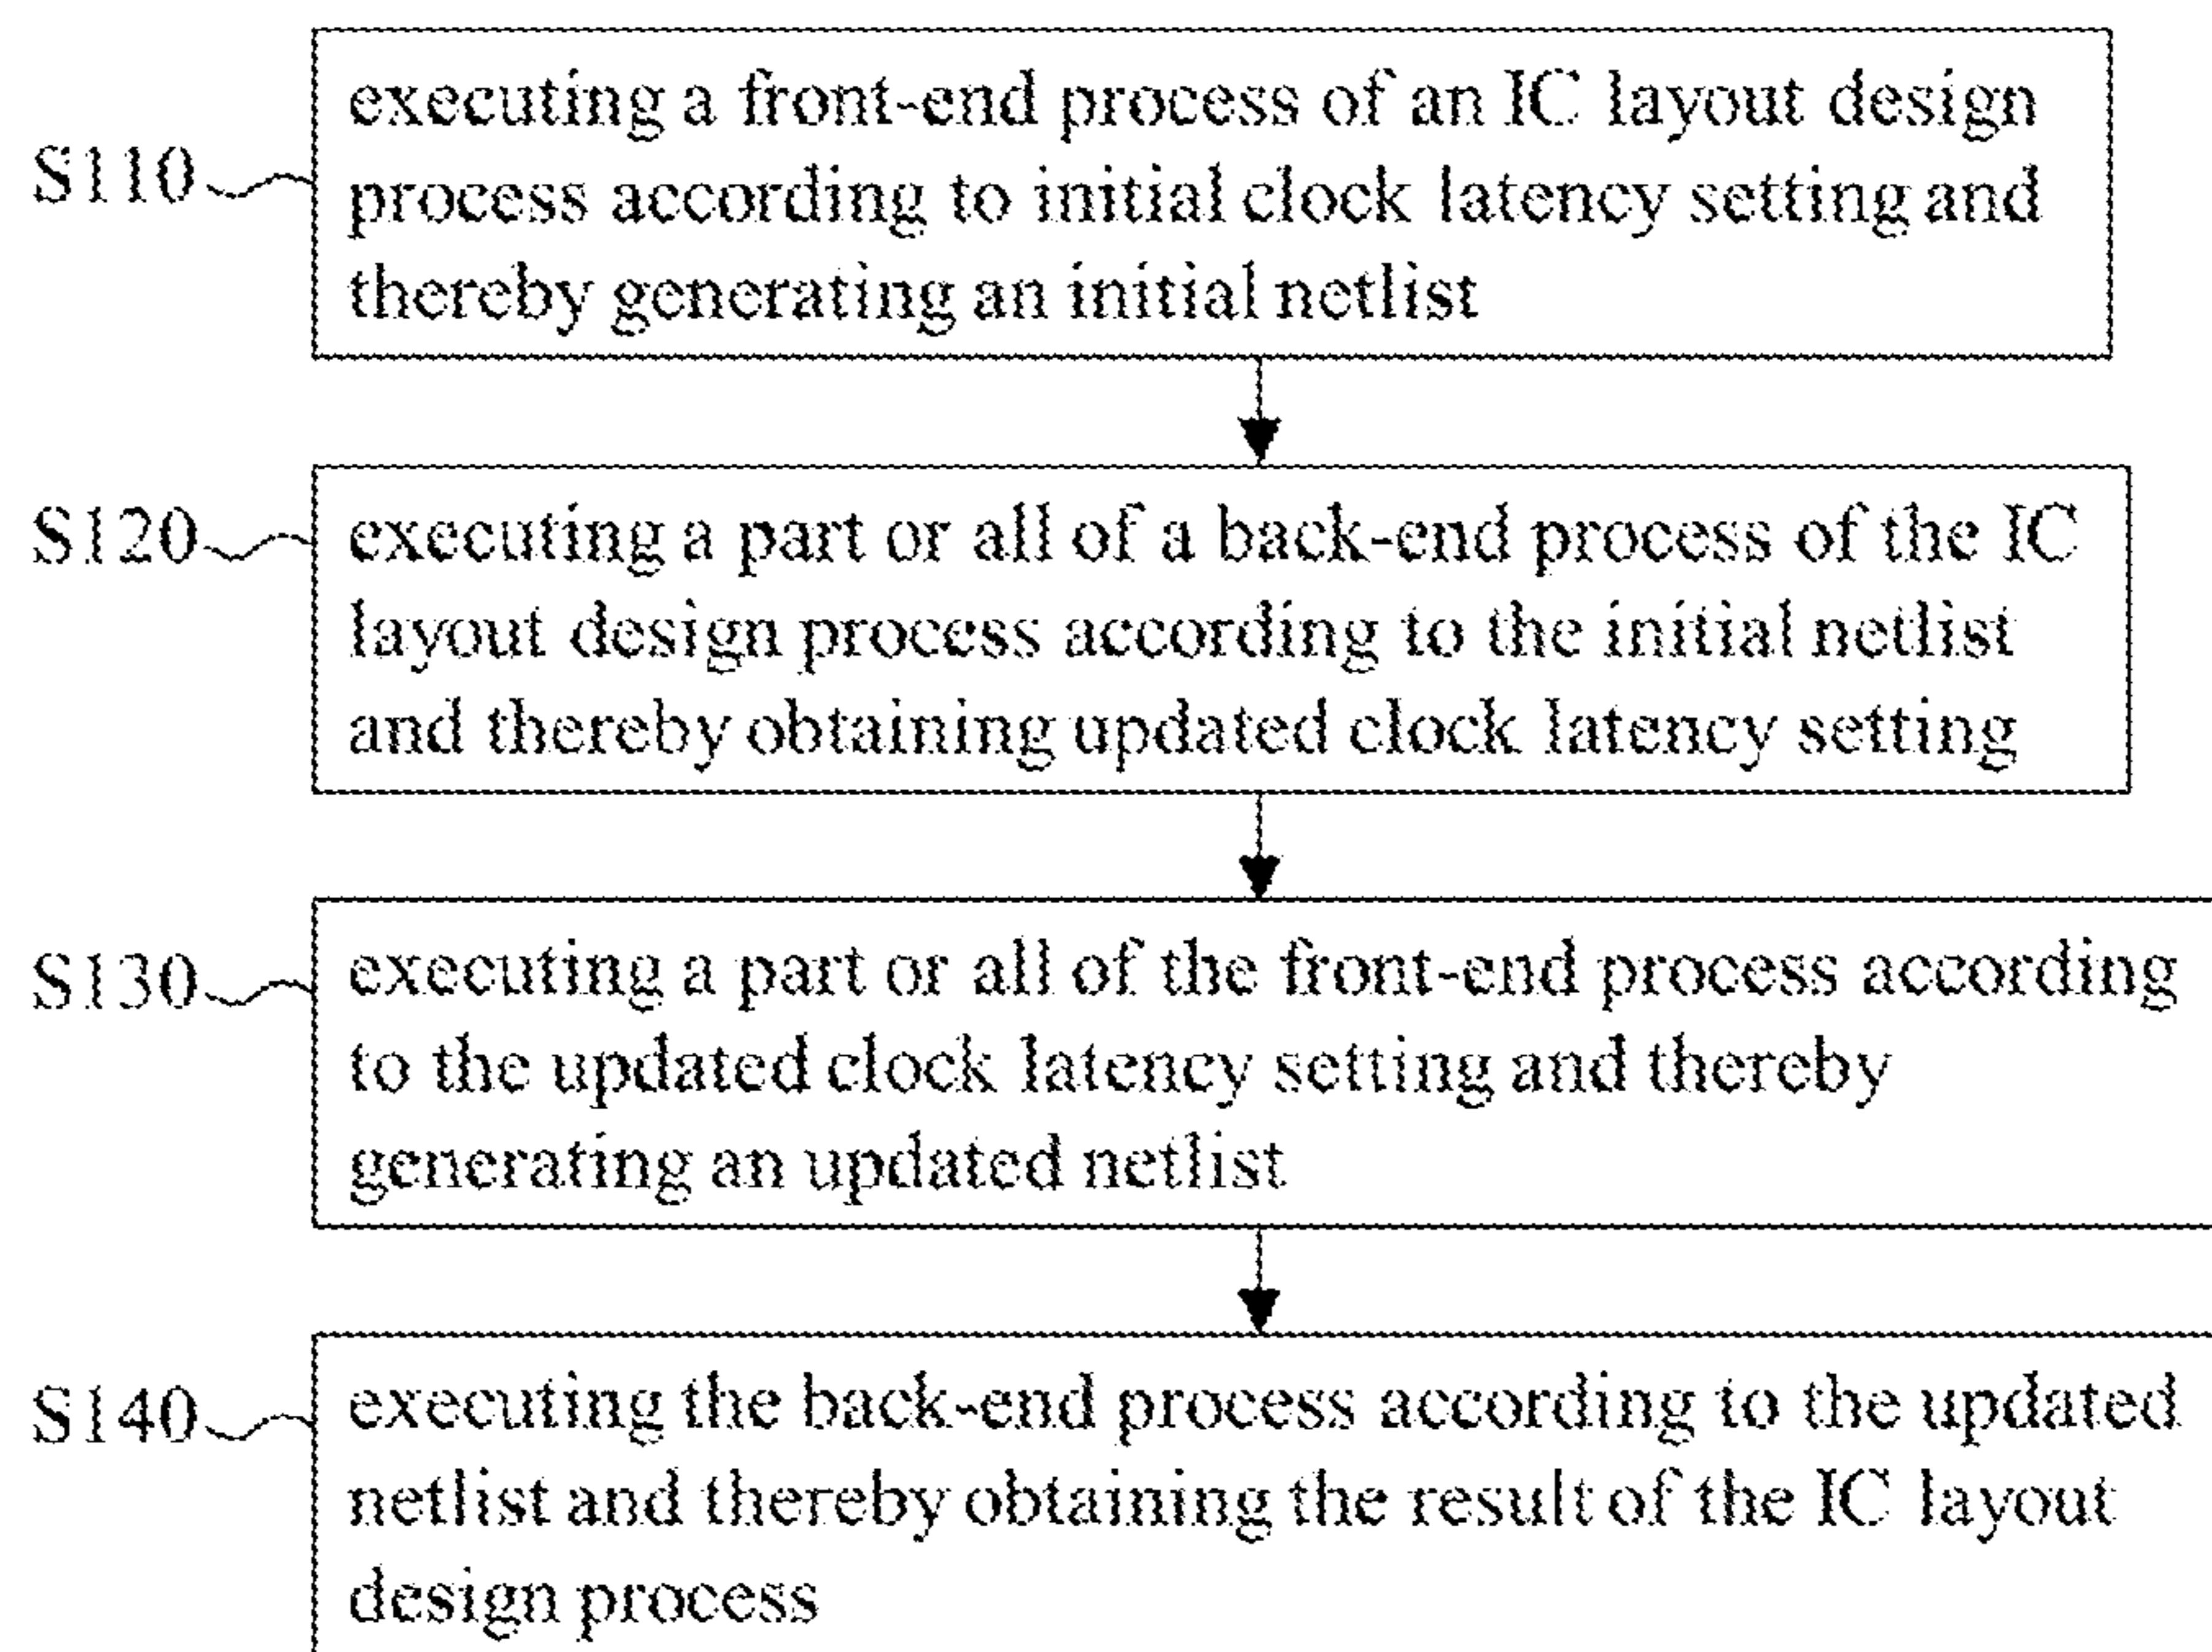 executing a front-end process of an IC layout design
S110 process according to initial clock latency setting and
thereby generating an initial netlist
S120 executing a part or all of a back-end process of the IC
layout design process according to the initial netlist
and thereby obtaining updated clock latency setting
S130 executing a part or all of the front-end process according
to the updated clock latency setting and thereby
generating an updated netlist
S140 executing the back-end process according to the updated
netlist and thereby obtaining the result of the IC layout
design process